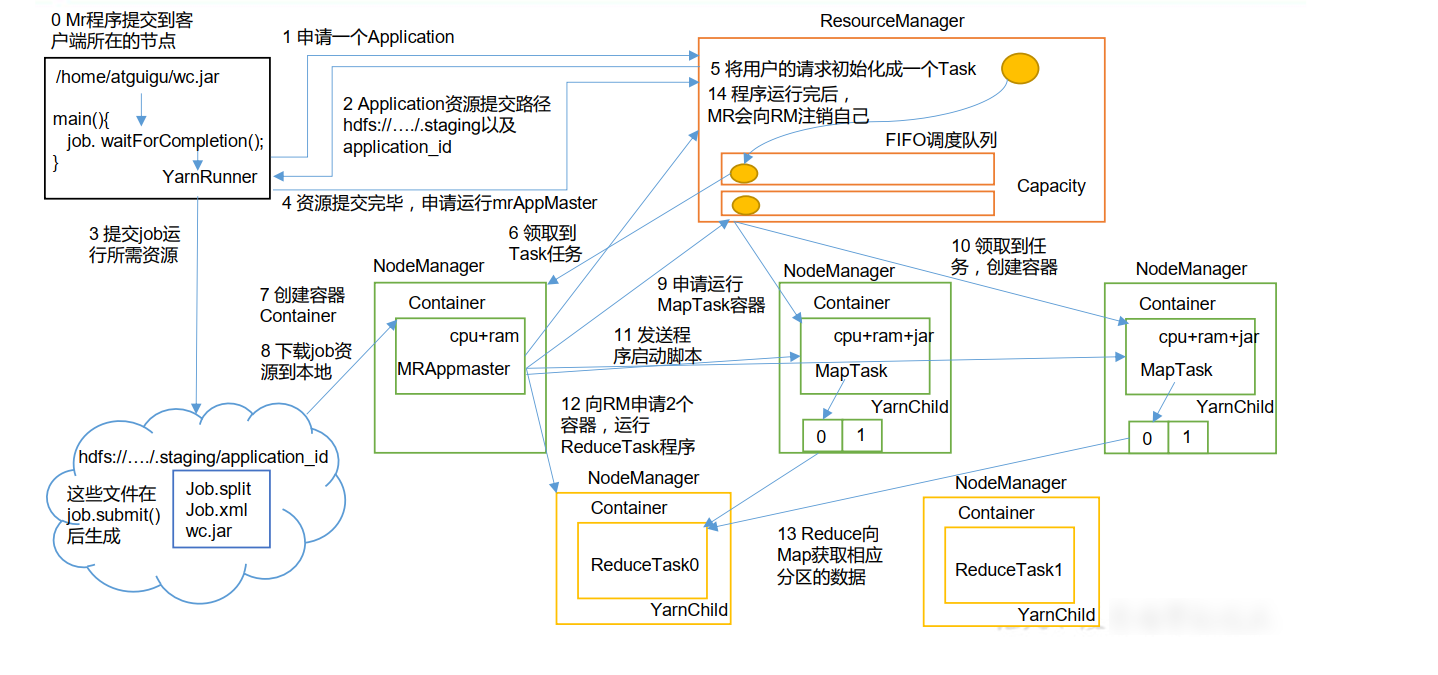 0 Mr程序提交到客
户端所在的节点
/home/atguigu/wc.jar
main(){
job. waitForCompletion();
}
YarnRunner
1 申请一个Application
2 Application资源提交路径
hdfs://…./.staging以及
application_id
4 资源提交完毕，申请运行mrAppMaster
ResourceManager
5 将用户的请求初始化成一个Task
14 程序运行完后，
MR会向RM注销自己
FIFO调度队列
Capacity
3 提交job运
行所需资源
6 领取到
Task任务
7 创建容器
Container
8 下载job资
源到本地
NodeManager
Container
cpu+ram
MRAppmaster
9 申请运行
MapTask容器
11 发送程
序启动脚本
10 领取到任
务，创建容器
NodeManager
Container
cpu+ram+jar
MapTask
YarnChild
0 1
NodeManager
Container
cpu+ram+jar
MapTask
YarnChild
0 1
12 向RM申请2个
容器，运行
ReduceTask程序
hdfs://…./.staging/application_id
这些文件在
job.submit()
后生成
Job.split
Job.xml
wc.jar
NodeManager
Container
ReduceTask0
YarnChild
13 Reduce向
Map获取相应
分区的数据
NodeManager
Container
ReduceTask1
YarnChild